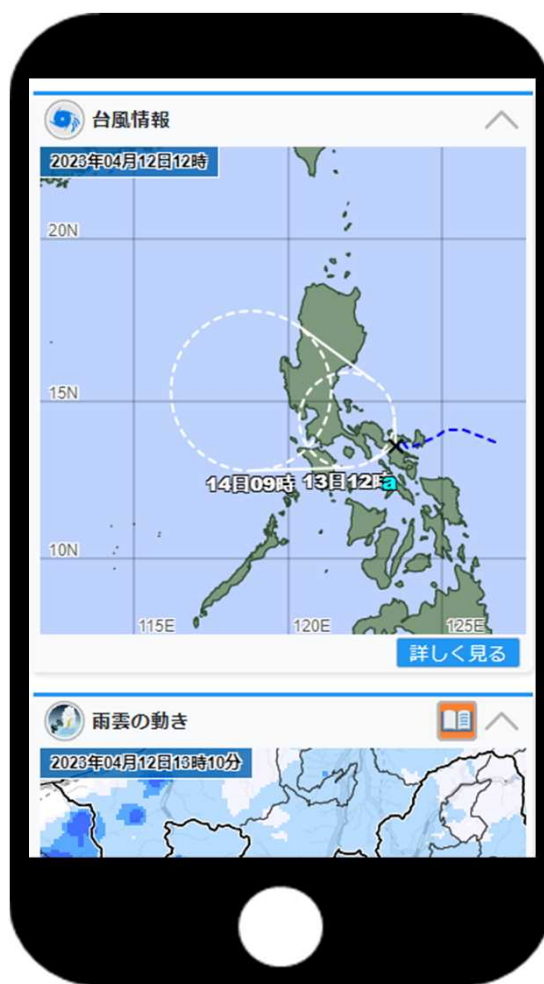 台風情報
2023年04月12日12時
20N
15N
14日09時
13日12時
a
10N
115E
120E
125E
詳しく見る
雨雲の動き
2023年04月12日13時10分